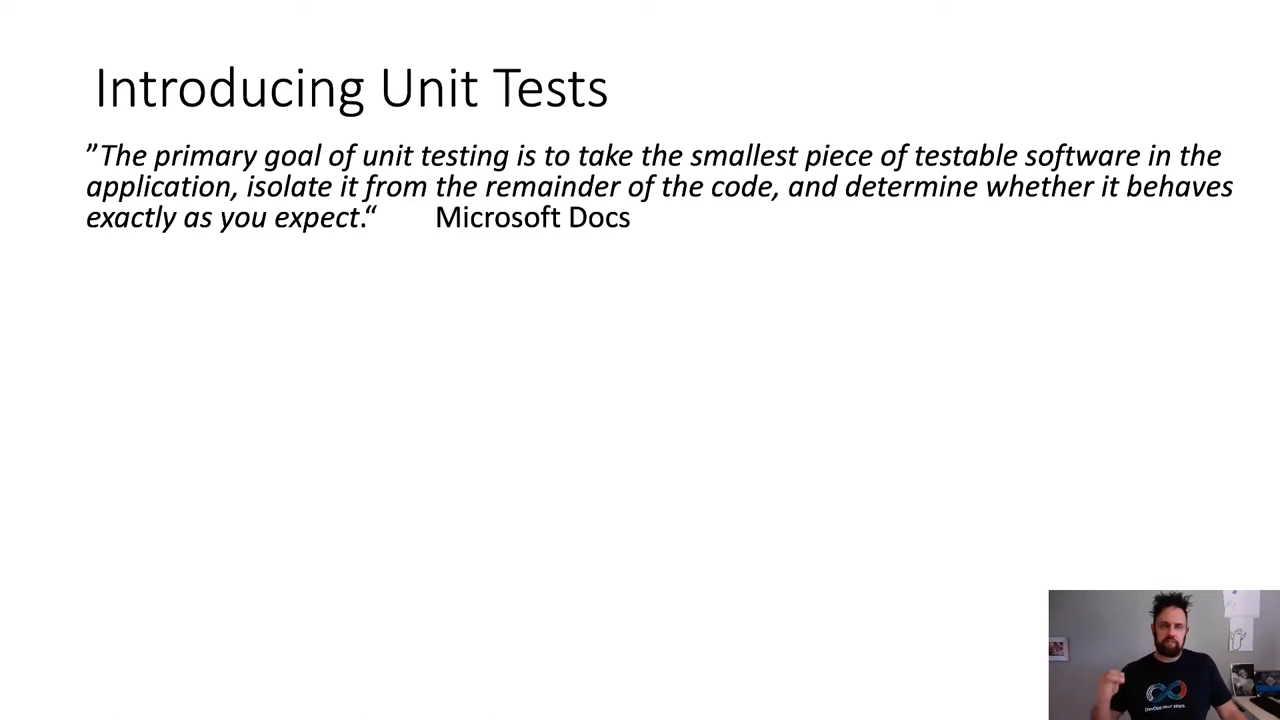 Introducing Unit Tests
”The primary goal of unit testing is to take the smallest piece of testable software in the
application, isolate it from the remainder of the code, and determine whether it behaves
exactly as you expect.“ Microsoft Docs